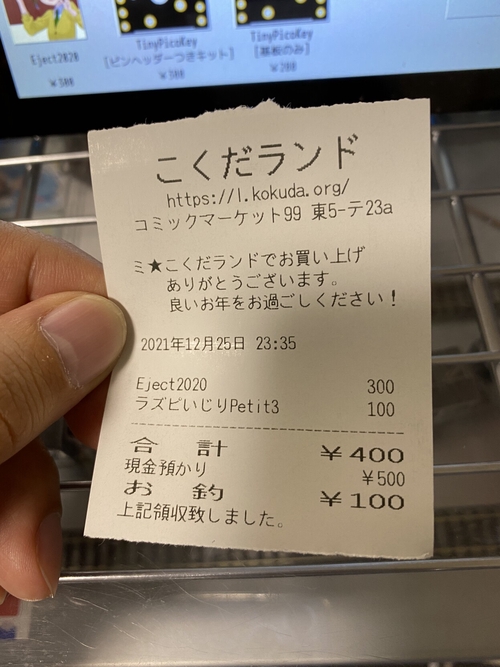 Eject2020
¥300
TinyPicoKey
[ピンヘッダーつきキット]
¥300
TinyPicoKey
[基板のみ]
¥200
こくだランド
https://l.kokuda.org/
コミックマーケット99 東5-テ23a
ミ★こくだランドでお買い上げ
ありがとうございます。
良いお年をお過ごしください!
2021年12月25日 23:35
Eject2020 300
ラズピいじりPetit3 100
合 計 ¥400
現金預かり ¥500
お 釣 ¥100
上記領収致しました。